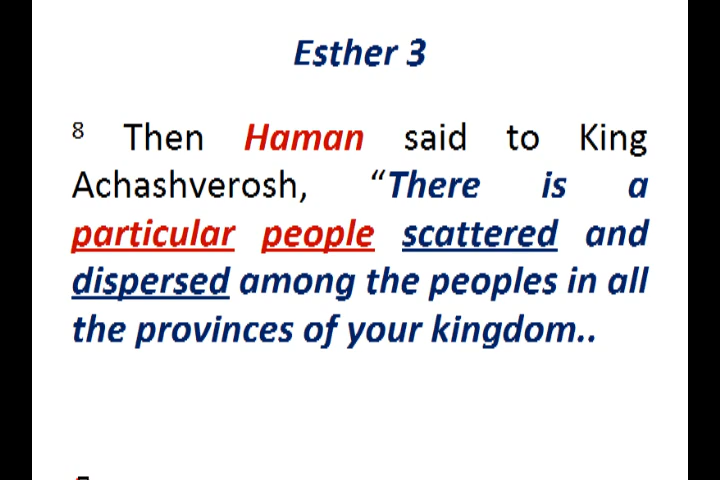 Esther 3
8 Then Haman said to King
Achashverosh, “There is a
particular people scattered and
dispersed among the peoples in all
the provinces of your kingdom..